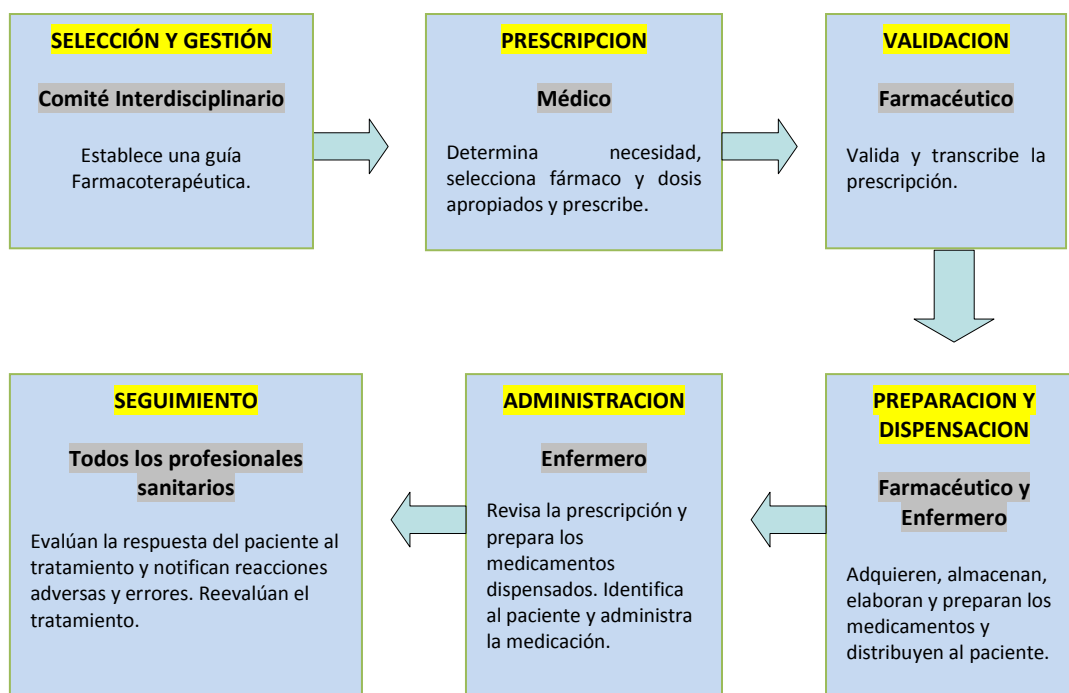 SELECCIÓN Y GESTIÓN
Comité Interdisciplinario
Establece una guía
Farmacoterapéutica.
PRESCRIPCION
Médico
Determina necesidad,
selecciona fármaco y dosis
apropiados y prescribe.
VALIDACION
Farmacéutico
Valida y transcribe la
prescripción.
SEGUIMIENTO
Todos los profesionales
sanitarios
Evalúan la respuesta del paciente al
tratamiento y notifican reacciones
adversas y errores. Reevalúan el
tratamiento.
ADMINISTRACION
Enfermero
Revisa la prescripción y
prepara los
medicamentos
dispensados. Identifica
al paciente y administra
la medicación.
PREPARACION Y
DISPENSACION
Farmacéutico y
Enfermero
Adquieren, almacenan,
elaboran y preparan los
medicamentos y
distribuyen al paciente.